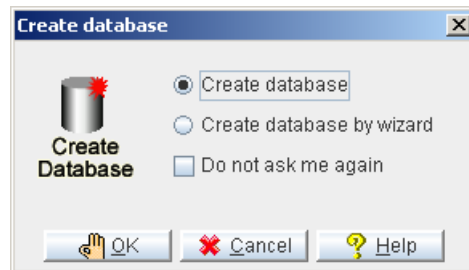 Create database
Create database
Create database by wizard
Do not ask me again
Create
Database
OK
Cancel
Help